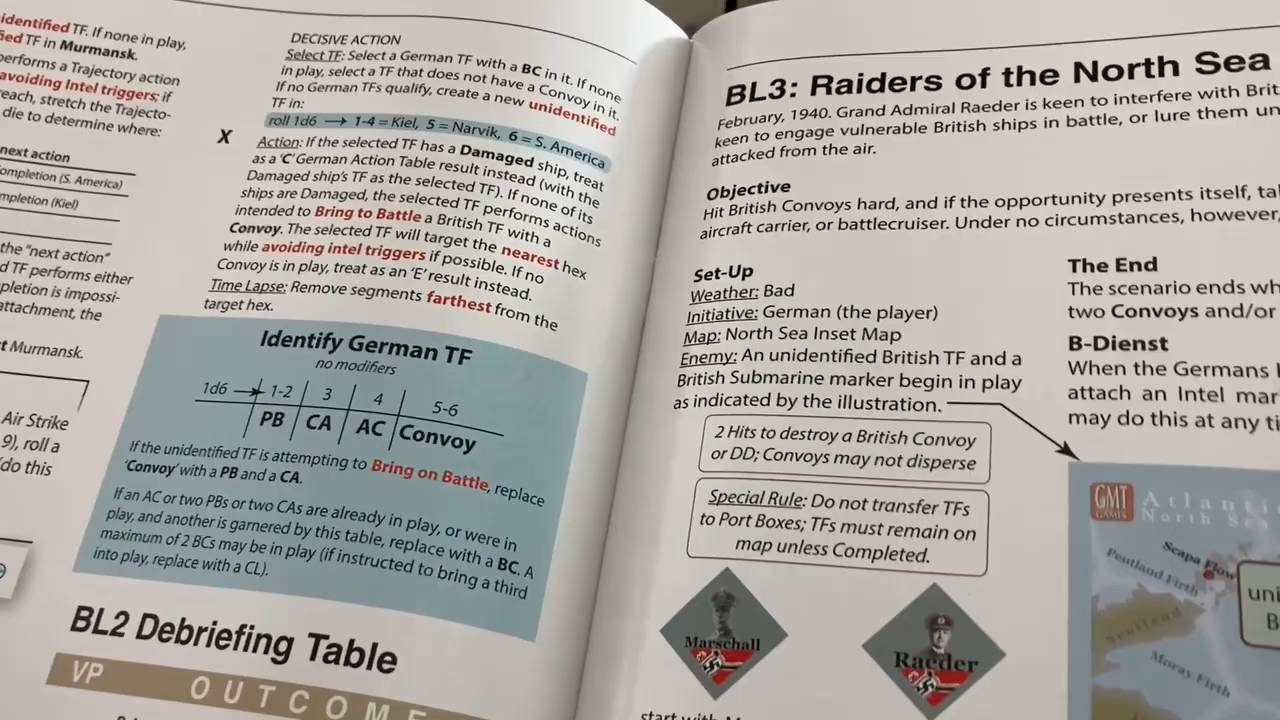 identified TF. If none in play,
TF in Murmansk.
performs a Trajectory action
avoiding Intel triggers; if
reach, stretch the Trajecto-
die to determine where:
next action
ompletion (S. America)
mpletion (Kiel)
the "next action"
TF performs either
pletion is impossi-
attachment, the
Murmansk.
Air Strike
9), roll a
do this
DECISIVE ACTION
Select TF: Select a German TF with a BC in it. If none
in play, select a TF that does not have a Convoy in it.
If no German TFs qualify, create a new unidentified
TF in:
roll 1d6 → 1-4 = Kiel, 5 = Narvik, 6 = S. America
X
Action: If the selected TF has a Damaged ship, treat
as a 'C' German Action Table result instead (with the
Damaged ship's TF as the selected TF). If none of its
ships are Damaged, the selected TF performs actions
intended to Bring to Battle a British TF with a
Convoy. The selected TF will target the nearest hex
while avoiding intel triggers if possible. If no
Convoy is in play, treat as an 'E' result instead.
Time Lapse: Remove segments farthest from the
target hex.
Identify German TF
no modifiers
1d6 → 1-2 3 4 5-6
PB CA AC Convoy
If the unidentified TF is attempting to Bring on Battle, replace
'Convoy' with a PB and a CA.
If an AC or two PBs or two CAs are already in play, or were in
play, and another is garnered by this table, replace with a BC. A
maximum of 2 BCs may be in play (if instructed to bring a third
into play, replace with a CL).
BL2 Debriefing Table
VP OUTCOME
BL3: Raiders of the North Sea
February, 1940. Grand Admiral Raeder is keen to interfere with Brit
keen to engage vulnerable British ships in battle, or lure them un
attacked from the air.
Objective
Hit British Convoys hard, and if the opportunity presents itself, ta
aircraft carrier, or battlecruiser. Under no circumstances, however,
Set-Up
Weather: Bad
Initiative: German (the player)
Map: North Sea Inset Map
Enemy: An unidentified British TF and a
British Submarine marker begin in play
as indicated by the illustration.
2 Hits to destroy a British Convoy
or DD; Convoys may not disperse
Special Rule: Do not transfer TFs
to Port Boxes; TFs must remain on
map unless Completed.
Marschall
Raeder
The End
The scenario ends wh
two Convoys and/or
B-Dienst
When the Germans
attach an Intel mar
may do this at any ti
GMT
GAMES
Atlanti
North Sea
Scapa Flow
Pentland Firth
Scotland
Moray Firth
uni
B